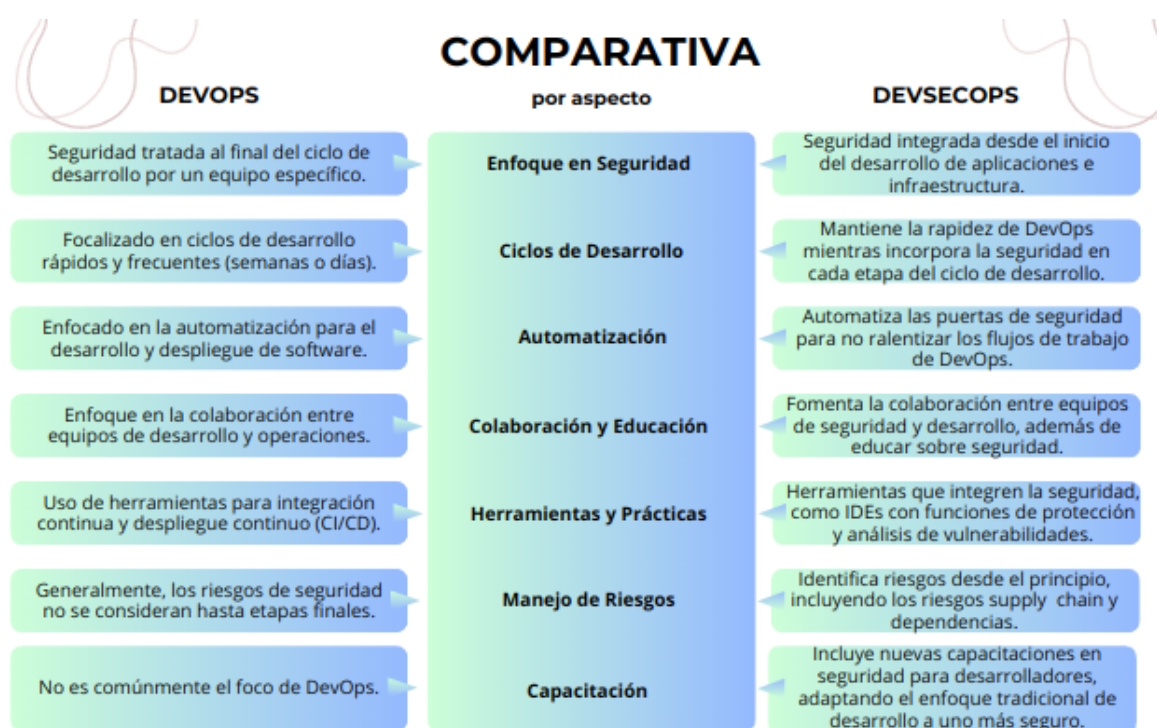 COMPARATIVA
DEVOPS
por aspecto
DEVSECOPS
Seguridad tratada al final del ciclo de
desarrollo por un equipo específico.
Enfoque en Seguridad
Seguridad integrada desde el inicio
del desarrollo de aplicaciones e
infraestructura.
Focalizado en ciclos de desarrollo
rápidos y frecuentes (semanas o días).
Ciclos de Desarrollo
Mantiene la rapidez de DevOps
mientras incorpora la seguridad en
cada etapa del ciclo de desarrollo.
Enfocado en la automatización para el
desarrollo y despliegue de software.
Automatización
Automatiza las puertas de seguridad
para no ralentizar los flujos de trabajo
de DevOps.
Enfoque en la colaboración entre
equipos de desarrollo y operaciones.
Colaboración y Educación
Fomenta la colaboración entre equipos
de seguridad y desarrollo, además de
educar sobre seguridad.
Uso de herramientas para integración
continua y despliegue continuo (CI/CD).
Herramientas y Prácticas
Herramientas que integren la seguridad,
como IDEs con funciones de protección
y análisis de vulnerabilidades.
Generalmente, los riesgos de seguridad
no se consideran hasta etapas finales.
Manejo de Riesgos
Identifica riesgos desde el principio,
incluyendo los riesgos supply chain y
dependencias.
No es comúnmente el foco de DevOps.
Capacitación
Incluye nuevas capacitaciones en
seguridad para desarrolladores,
adaptando el enfoque tradicional de
desarrollo a uno más seguro.